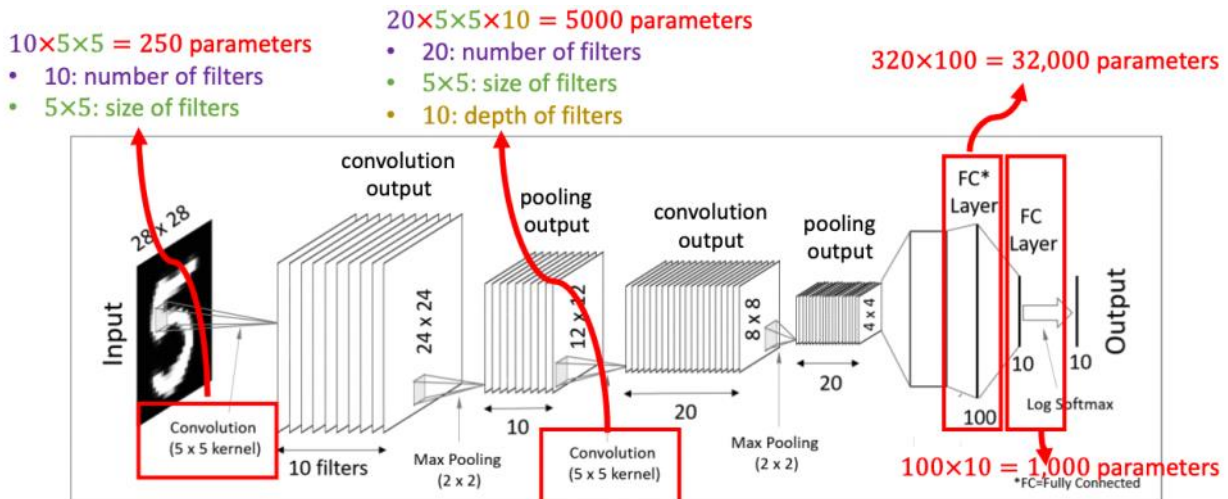 10×5×5 = 250 parameters
• 10: number of filters
• 5×5: size of filters
20×5×5×10 = 5000 parameters
• 20: number of filters
• 5×5: size of filters
• 10: depth of filters
320×100 = 32,000 parameters
Input
28 x 28
5
Convolution
(5 x 5 kernel)
convolution
output
24 x 24
10 filters
Max Pooling
(2 x 2)
pooling
output
12 x 12
10
Convolution
(5 x 5 kernel)
convolution
output
8 x 8
20
Max Pooling
(2 x 2)
pooling
output
4 x 4
20
FC*
Layer
100
FC
Layer
10
Log Softmax
10
Output
100×10 = 1,000 parameters
*FC=Fully Connected